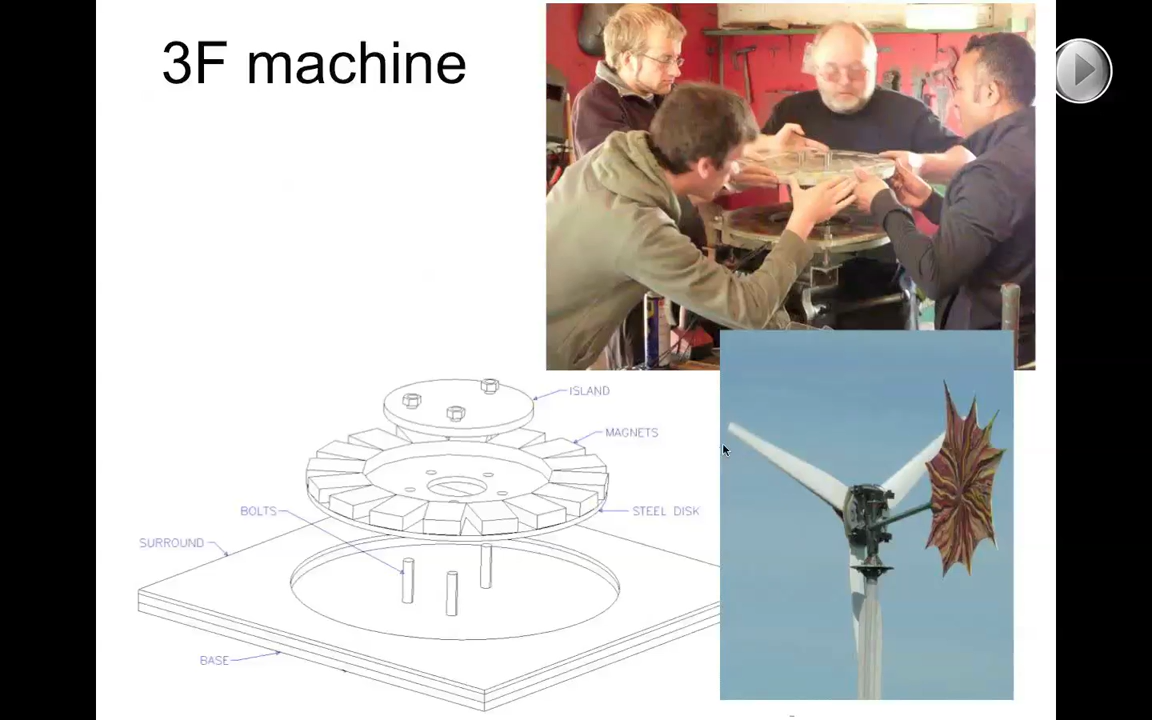 3F machine
ISLAND
MAGNETS
BOLTS
STEEL DISK
SURROUND
BASE